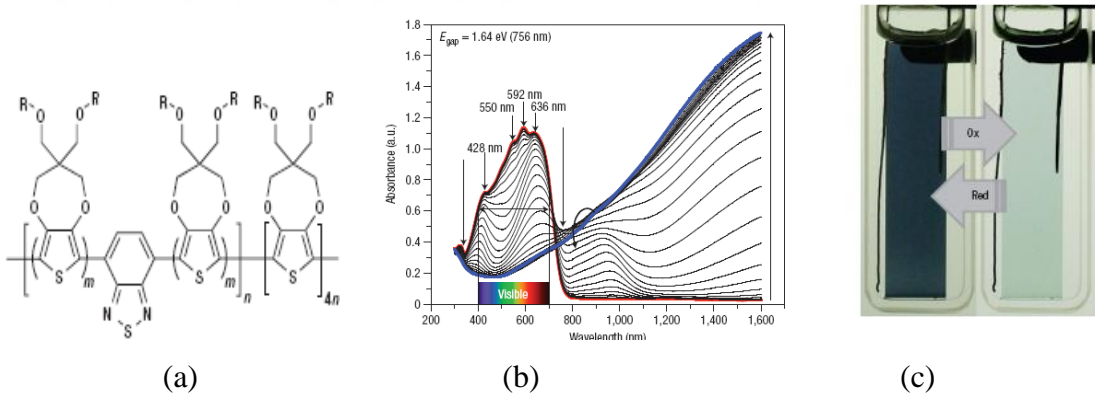 R
R
R
R
R
R
O
O
O
O
O
O
O
O
O
O
O
O
S
m
S
m
n
S
4n
N
N
S
E gap = 1.64 eV (756 nm)
592 nm
550 nm
636 nm
428 nm
Absorbance (a.u.)
1.8
1.6
1.4
1.2
1.0
0.8
0.6
0.4
0.2
0
Visible
200 400 600 800 1,000 1,200 1,400 1,600
Wavelength (nm)
Ox
Red
(a) (b) (c)